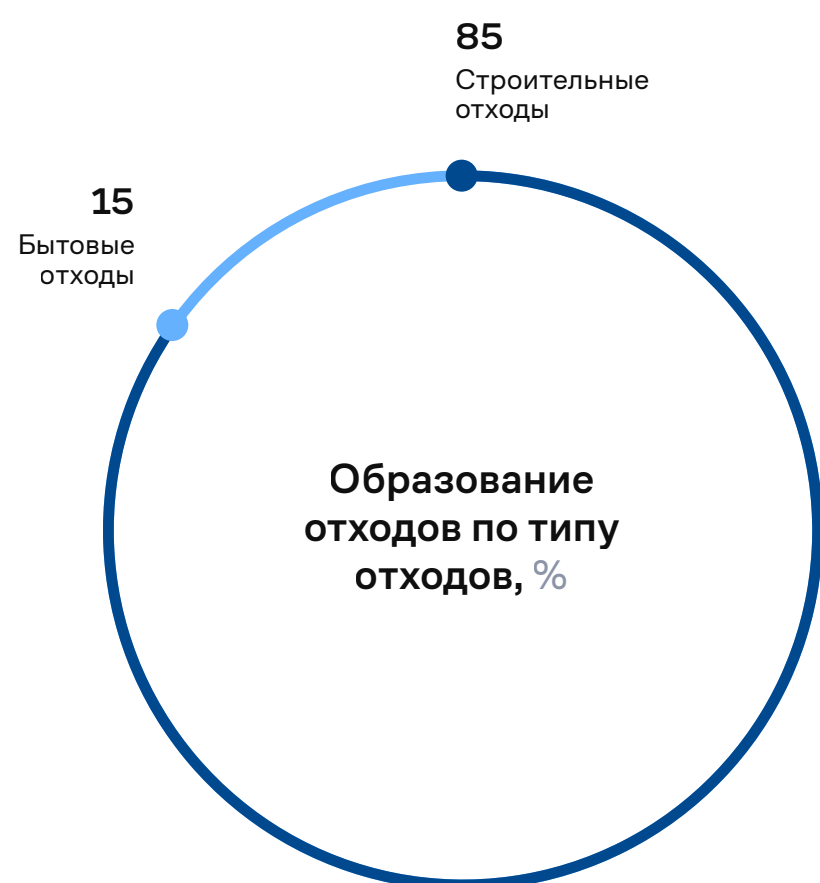 85
Строительные
отходы
15
Бытовые
отходы
Образование
отходов по типу
отходов, %